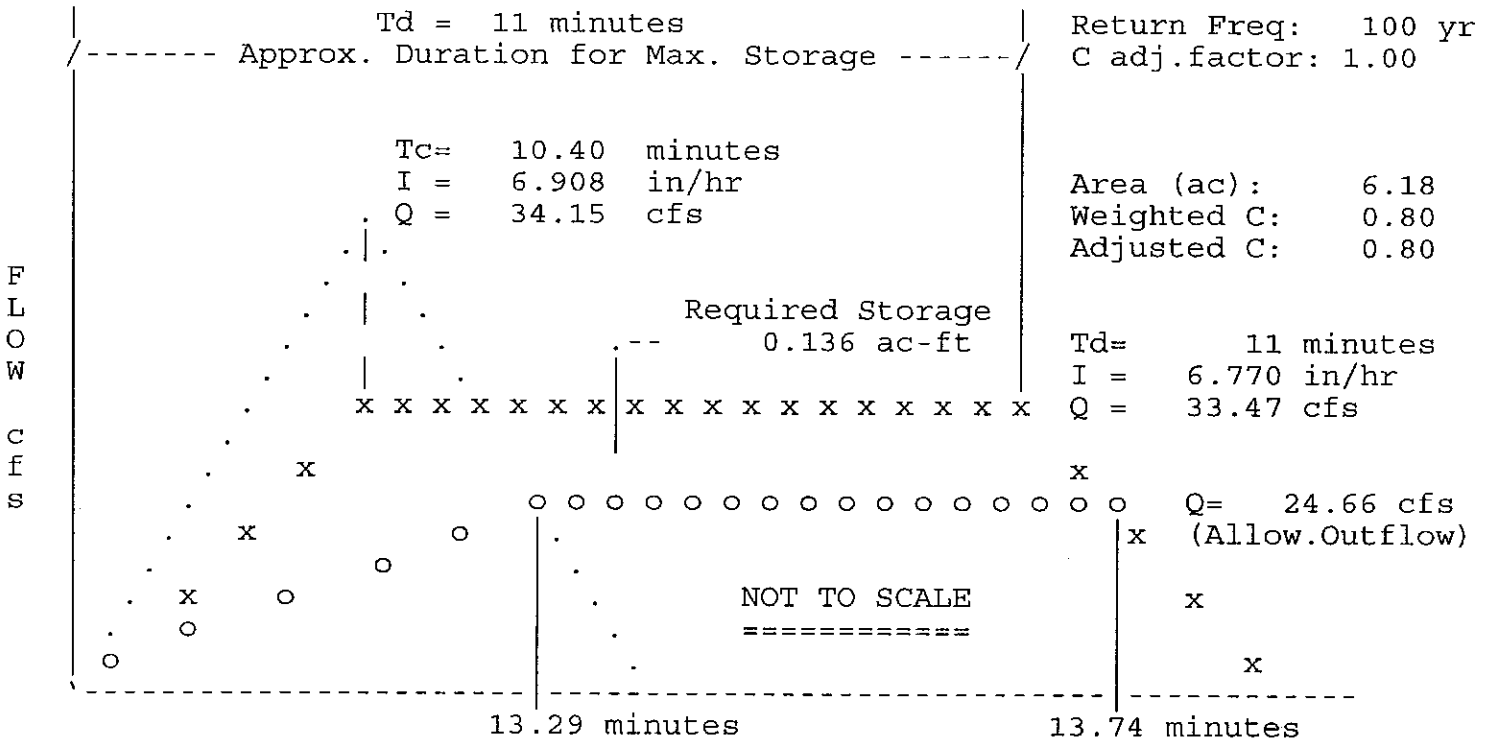 Td = 11 minutes
/------- Approx. Duration for Max. Storage ------/
Return Freq: 100 yr
C adj.factor: 1.00
Tc= 10.40 minutes
I = 6.908 in/hr
Q = 34.15 cfs
Area (ac): 6.18
Weighted C: 0.80
Adjusted C: 0.80
FLOW cfs
Required Storage
0.136 ac-ft
Td= 11 minutes
I = 6.770 in/hr
Q = 33.47 cfs
x x x x x x x x x x x x x x x x x x
o o o o o o o o o o o o o o o o
Q= 24.66 cfs
(Allow.Outflow)
NOT TO SCALE
============
13.29 minutes
13.74 minutes